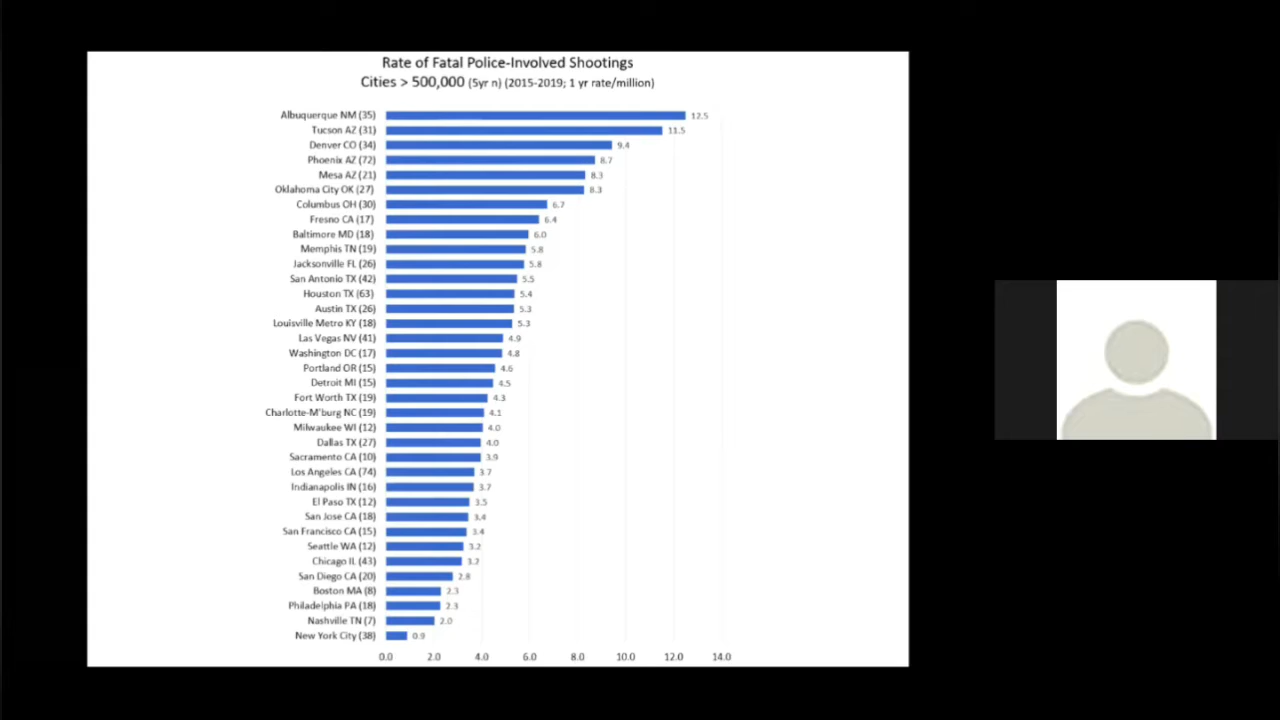 Rate of Fatal Police-Involved Shootings
Cities > 500,000 (5yr n) (2015-2019; 1 yr rate/million)
Albuquerque NM (35) 12.5
Tucson AZ (31) 11.5
Denver CO (34) 9.4
Phoenix AZ (72) 8.7
Mesa AZ (21) 8.3
Oklahoma City OK (27) 8.3
Columbus OH (30) 6.7
Fresno CA (17) 6.4
Baltimore MD (18) 6.0
Memphis TN (19) 5.8
Jacksonville FL (26) 5.8
San Antonio TX (42) 5.5
Houston TX (63) 5.4
Austin TX (26) 5.3
Louisville Metro KY (18) 5.3
Las Vegas NV (41) 4.9
Washington DC (17) 4.8
Portland OR (15) 4.6
Detroit MI (15) 4.5
Fort Worth TX (19) 4.3
Charlotte-M'burg NC (19) 4.1
Milwaukee WI (12) 4.0
Dallas TX (27) 4.0
Sacramento CA (10) 3.9
Los Angeles CA (74) 3.7
Indianapolis IN (16) 3.7
El Paso TX (12) 3.5
San Jose CA (18) 3.4
San Francisco CA (15) 3.4
Seattle WA (12) 3.2
Chicago IL (43) 3.2
San Diego CA (20) 2.8
Boston MA (8) 2.3
Philadelphia PA (18) 2.3
Nashville TN (7) 2.0
New York City (38) 0.9
0.0 2.0 4.0 6.0 8.0 10.0 12.0 14.0